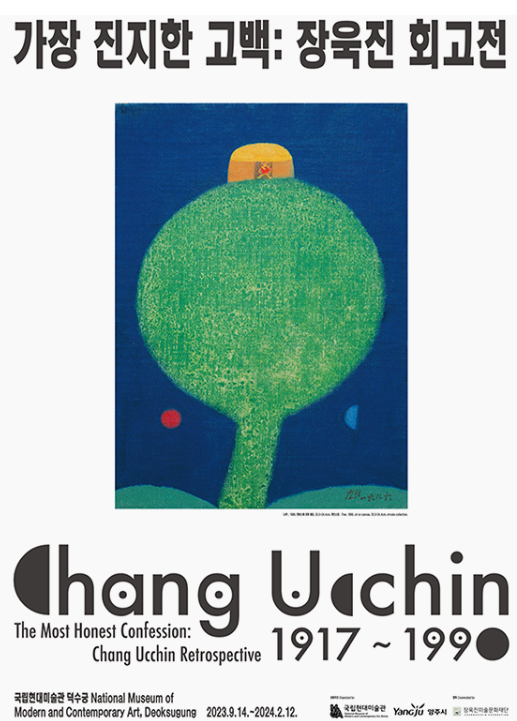 가장 진지한 고백: 장욱진 회고전
Chang Ucchin
The Most Honest Confession:
Chang Ucchin Retrospective
1917 ~ 1990
국립현대미술관 덕수궁 National Museum of
Modern and Contemporary Art, Deoksugung 2023.9.14.~2024.2.12.
국립현대미술관
Yangju 양주시
장욱진미술문화재단